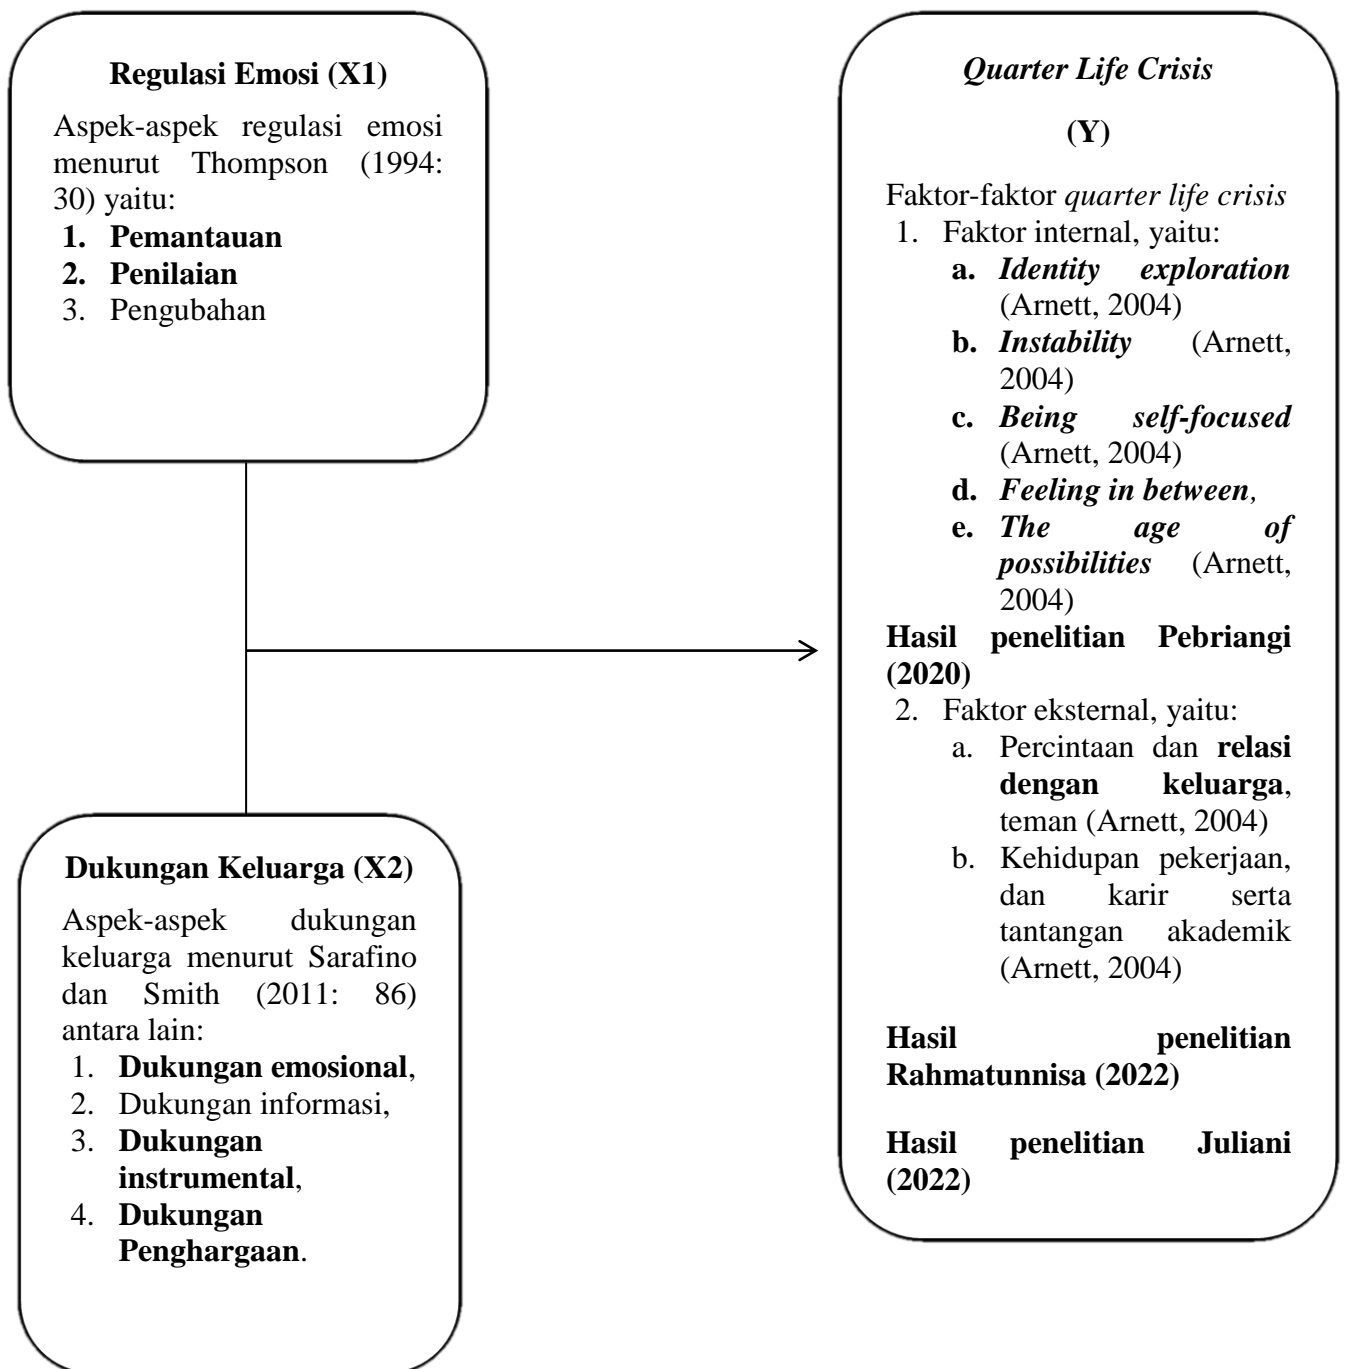 Regulasi Emosi (X1)
Aspek-aspek regulasi emosi
menurut Thompson (1994:
30) yaitu:
1. Pemantauan
2. Penilaian
3. Pengubahan
Dukungan Keluarga (X2)
Aspek-aspek dukungan
keluarga menurut Sarafino
dan Smith (2011: 86)
antara lain:
1. Dukungan emosional,
2. Dukungan informasi,
3. Dukungan
instrumental,
4. Dukungan
Penghargaan.
Quarter Life Crisis
(Y)
Faktor-faktor quarter life crisis
1. Faktor internal, yaitu:
a. Identity exploration
(Arnett, 2004)
b. Instability (Arnett,
2004)
c. Being self-focused
(Arnett, 2004)
d. Feeling in between,
e. The age of
possibilities (Arnett,
2004)
Hasil penelitian Pebriangi
(2020)
2. Faktor eksternal, yaitu:
a. Percintaan dan relasi
dengan keluarga,
teman (Arnett, 2004)
b. Kehidupan pekerjaan,
dan karir serta
tantangan akademik
(Arnett, 2004)
Hasil penelitian
Rahmatunnisa (2022)
Hasil penelitian Juliani
(2022)